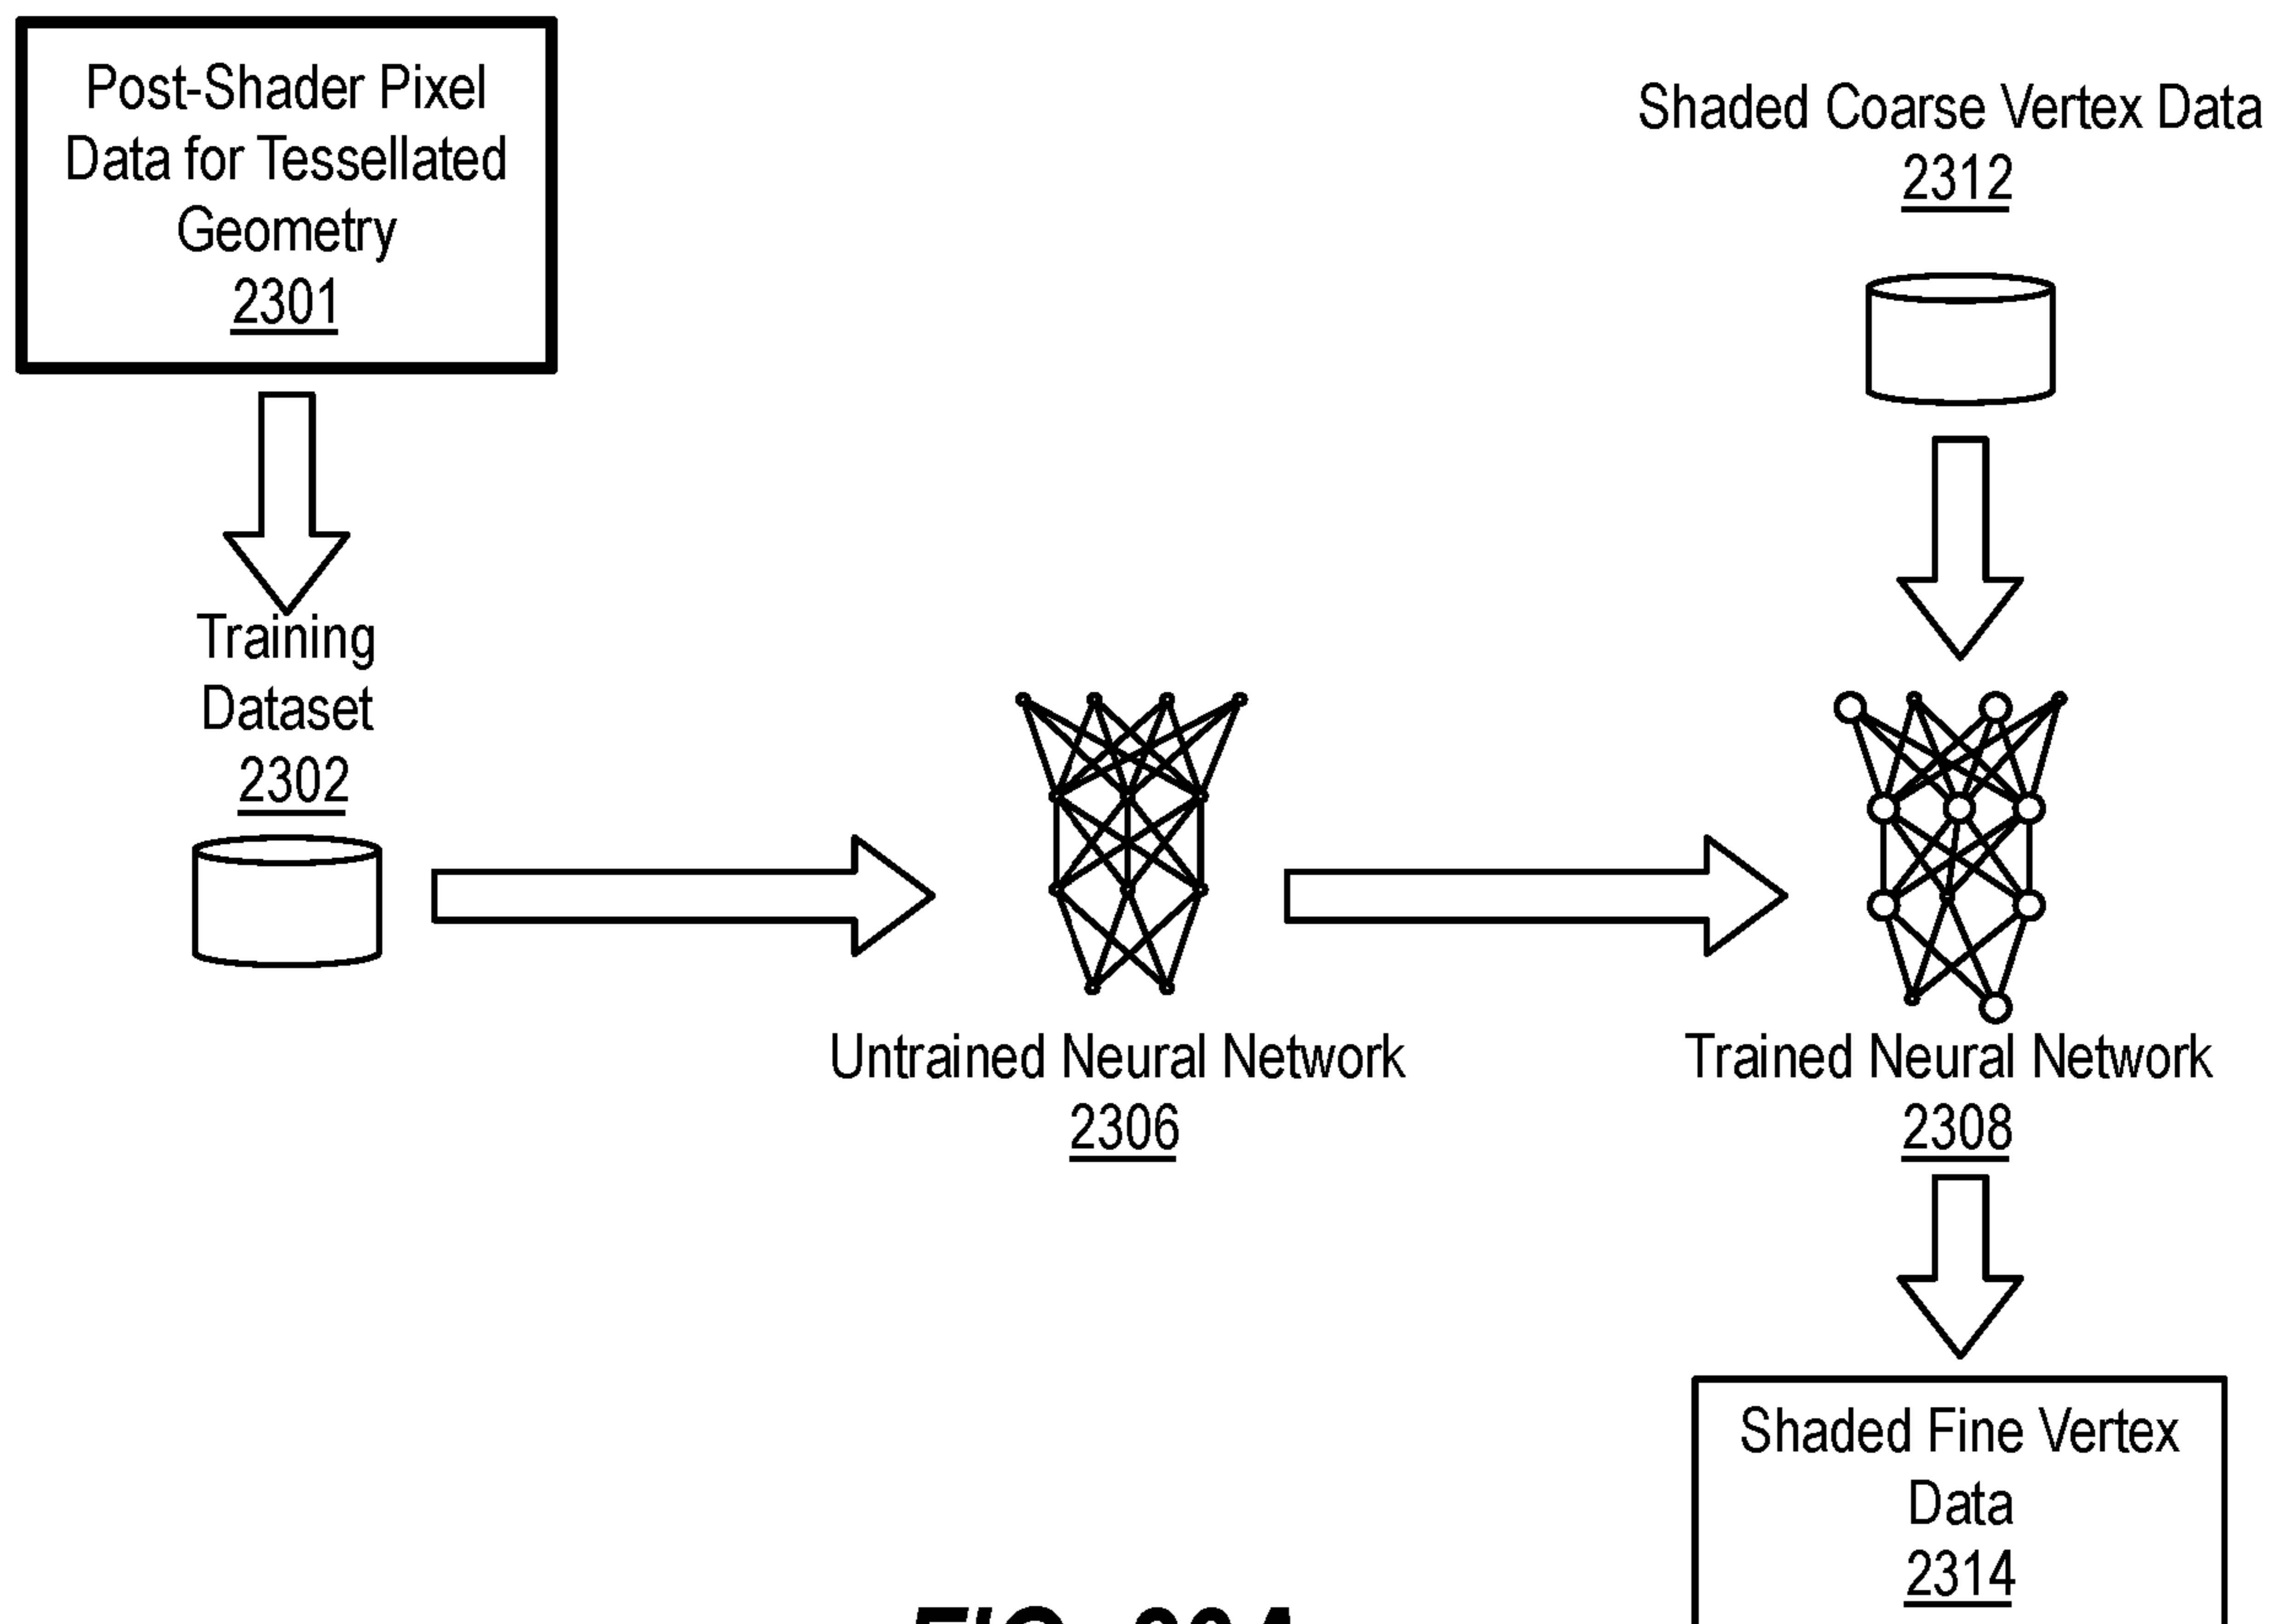 Post-Shader Pixel
Data for Tessellated
Geometry
2301
Training
Dataset
2302
Shaded Coarse Vertex Data
2312
Untrained Neural Network
2306
Trained Neural Network
2308
Shaded Fine Vertex
Data
2314